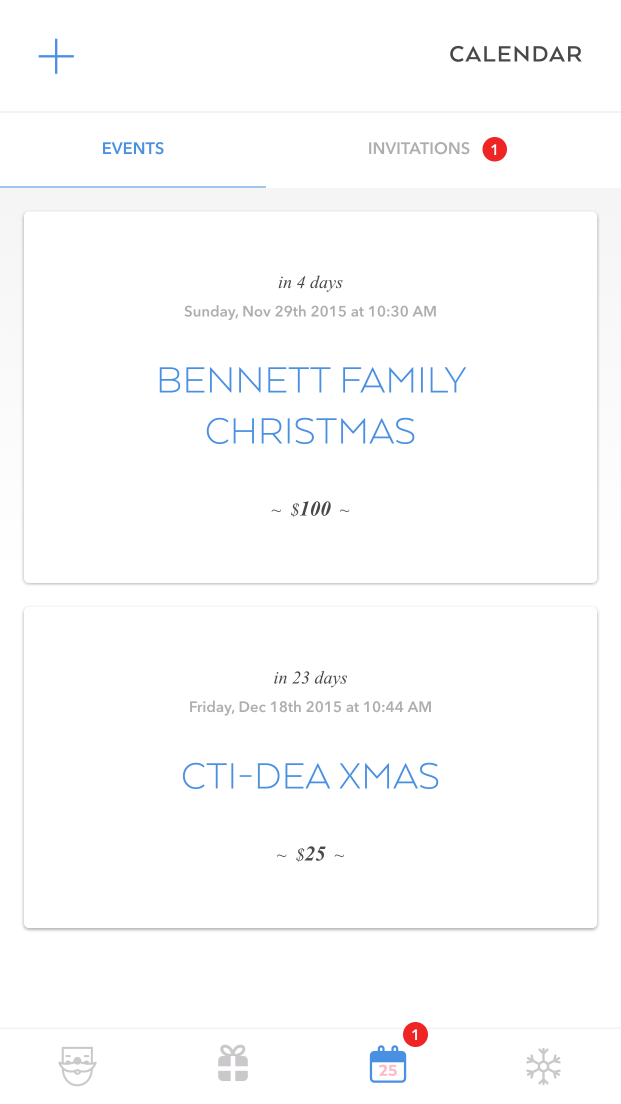 CALENDAR
EVENTS
INVITATIONS 1
in 4 days
Sunday, Nov 29th 2015 at 10:30 AM
BENNETT FAMILY
CHRISTMAS
~ $100 ~
in 23 days
Friday, Dec 18th 2015 at 10:44 AM
CTI-DEA XMAS
~ $25 ~
1
25